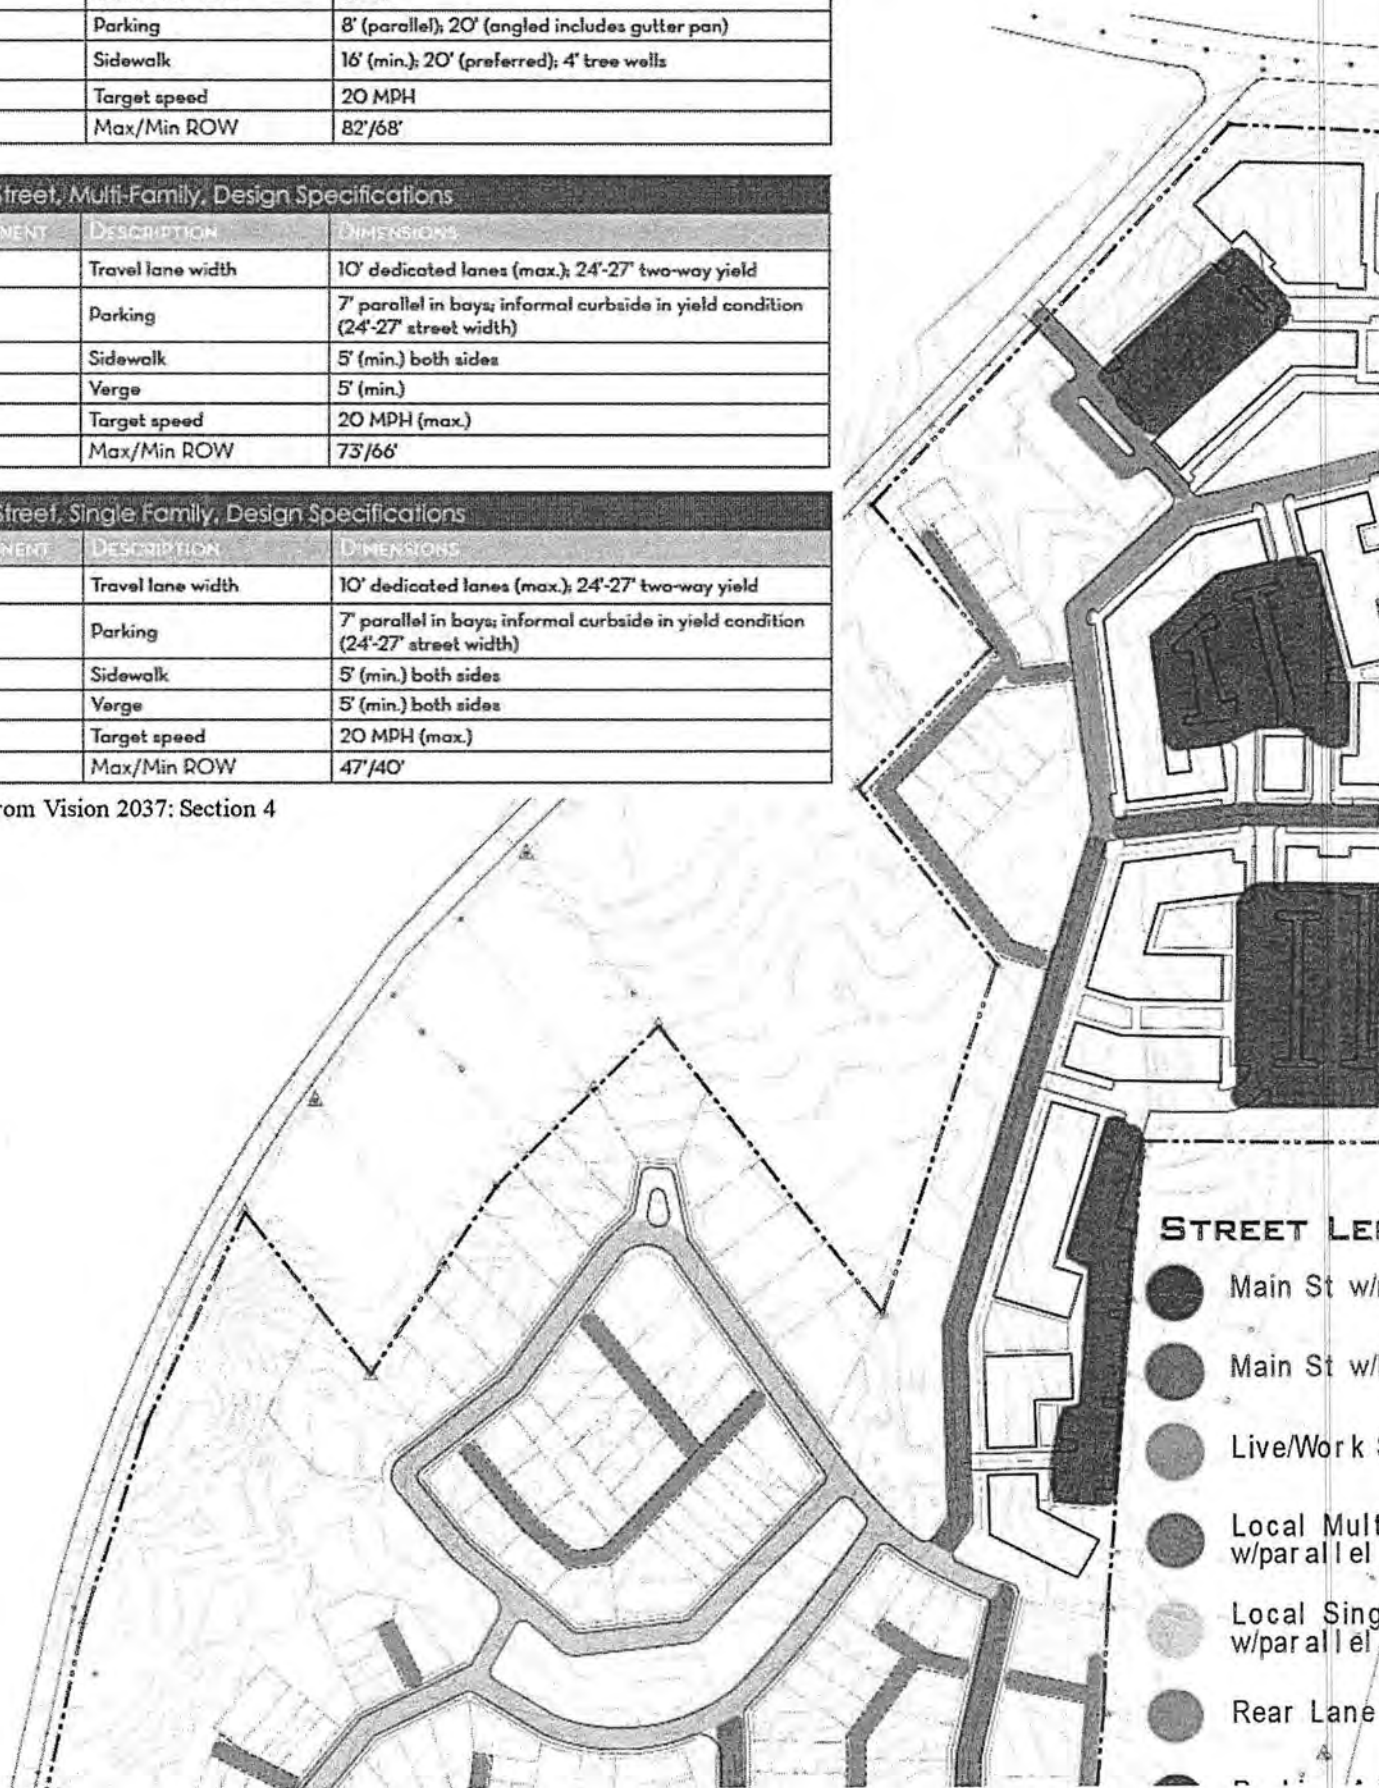 Parking 8' (parallel); 20' (angled includes gutter pan)
Sidewalk 16' (min.); 20' (preferred); 4' tree wells
Target speed 20 MPH
Max/Min ROW 82'/68'
Street, Multi-Family, Design Specifications
NENT DESCRIPTION DIMENSIONS
Travel lane width 10' dedicated lanes (max.); 24'-27' two-way yield
Parking 7' parallel in bays; informal curbside in yield condition
(24'-27' street width)
Sidewalk 5' (min.) both sides
Verge 5' (min.)
Target speed 20 MPH (max.)
Max/Min ROW 73'/66'
Street, Single Family, Design Specifications
NENT DESCRIPTION DIMENSIONS
Travel lane width 10' dedicated lanes (max.); 24'-27' two-way yield
Parking 7' parallel in bays; informal curbside in yield condition
(24'-27' street width)
Sidewalk 5' (min.) both sides
Verge 5' (min.) both sides
Target speed 20 MPH (max.)
Max/Min ROW 47'/40'
rom Vision 2037: Section 4
STREET LE
Main St w/
Main St w/
Live/Work
Local Mult
w/parallel
Local Sing
w/parallel
Rear Lane